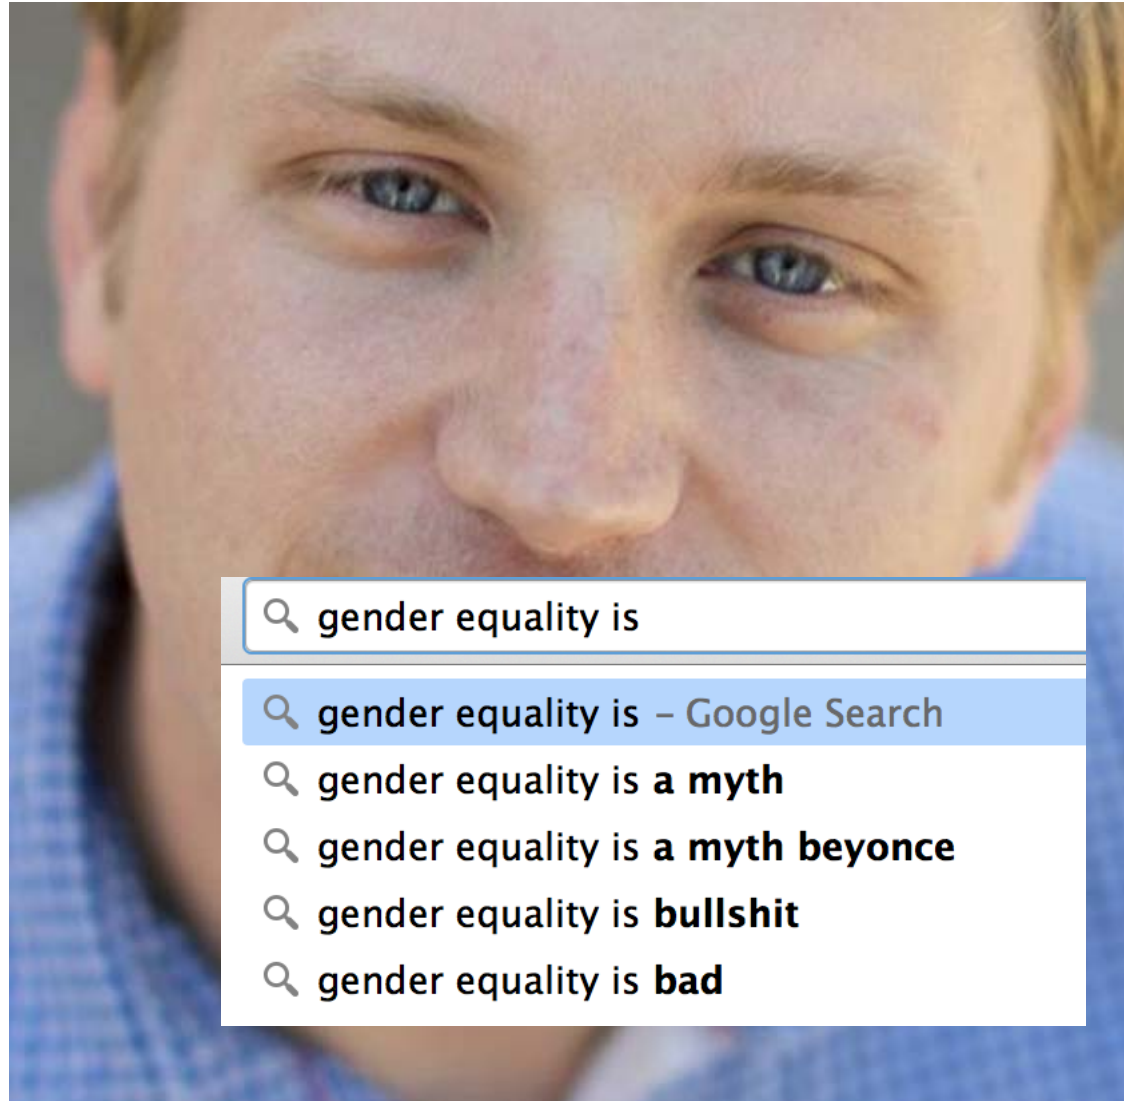 gender equality is
gender equality is – Google Search
gender equality is a myth
gender equality is a myth beyonce
gender equality is bullshit
gender equality is bad